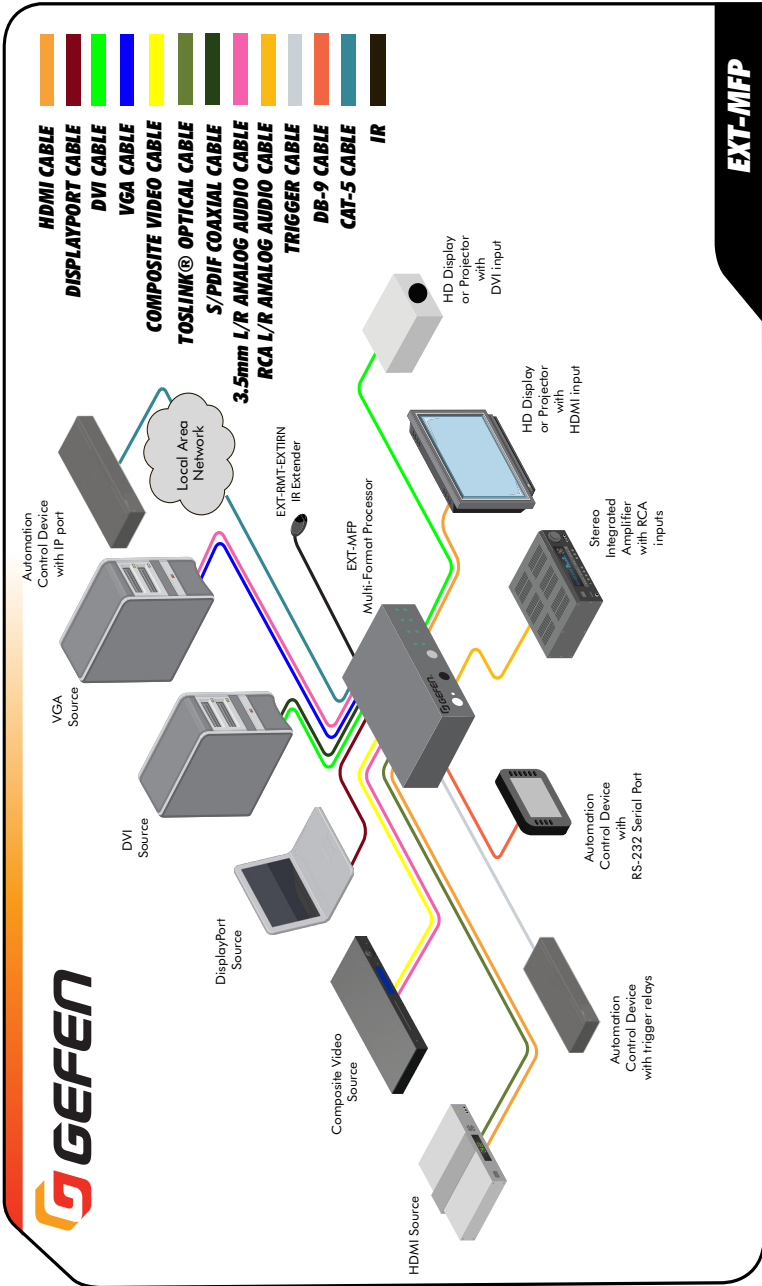 GEFEN
HDMI CABLE
DISPLAYPORT CABLE
DVI CABLE
VGA CABLE
COMPOSITE VIDEO CABLE
TOSLINK® OPTICAL CABLE
S/PDIF COAXIAL CABLE
3.5mm L/R ANALOG AUDIO CABLE
RCA L/R ANALOG AUDIO CABLE
TRIGGER CABLE
DB-9 CABLE
CAT-5 CABLE
IR
Automation
Control Device
with IP port
VGA
Source
DVI
Source
DisplayPort
Source
Composite Video
Source
HDMI Source
Local Area
Network
EXT-RMT-EXTIRN
IR Extender
EXT-MFP
Multi-Format Processor
GEFEN
HD Display
or Projector
with
DVI input
HD Display
or Projector
with
HDMI input
Stereo
Integrated
Amplifier
with RCA
inputs
Automation
Control Device
with
RS-232 Serial Port
Automation
Control Device
with trigger relays
EXT-MFP